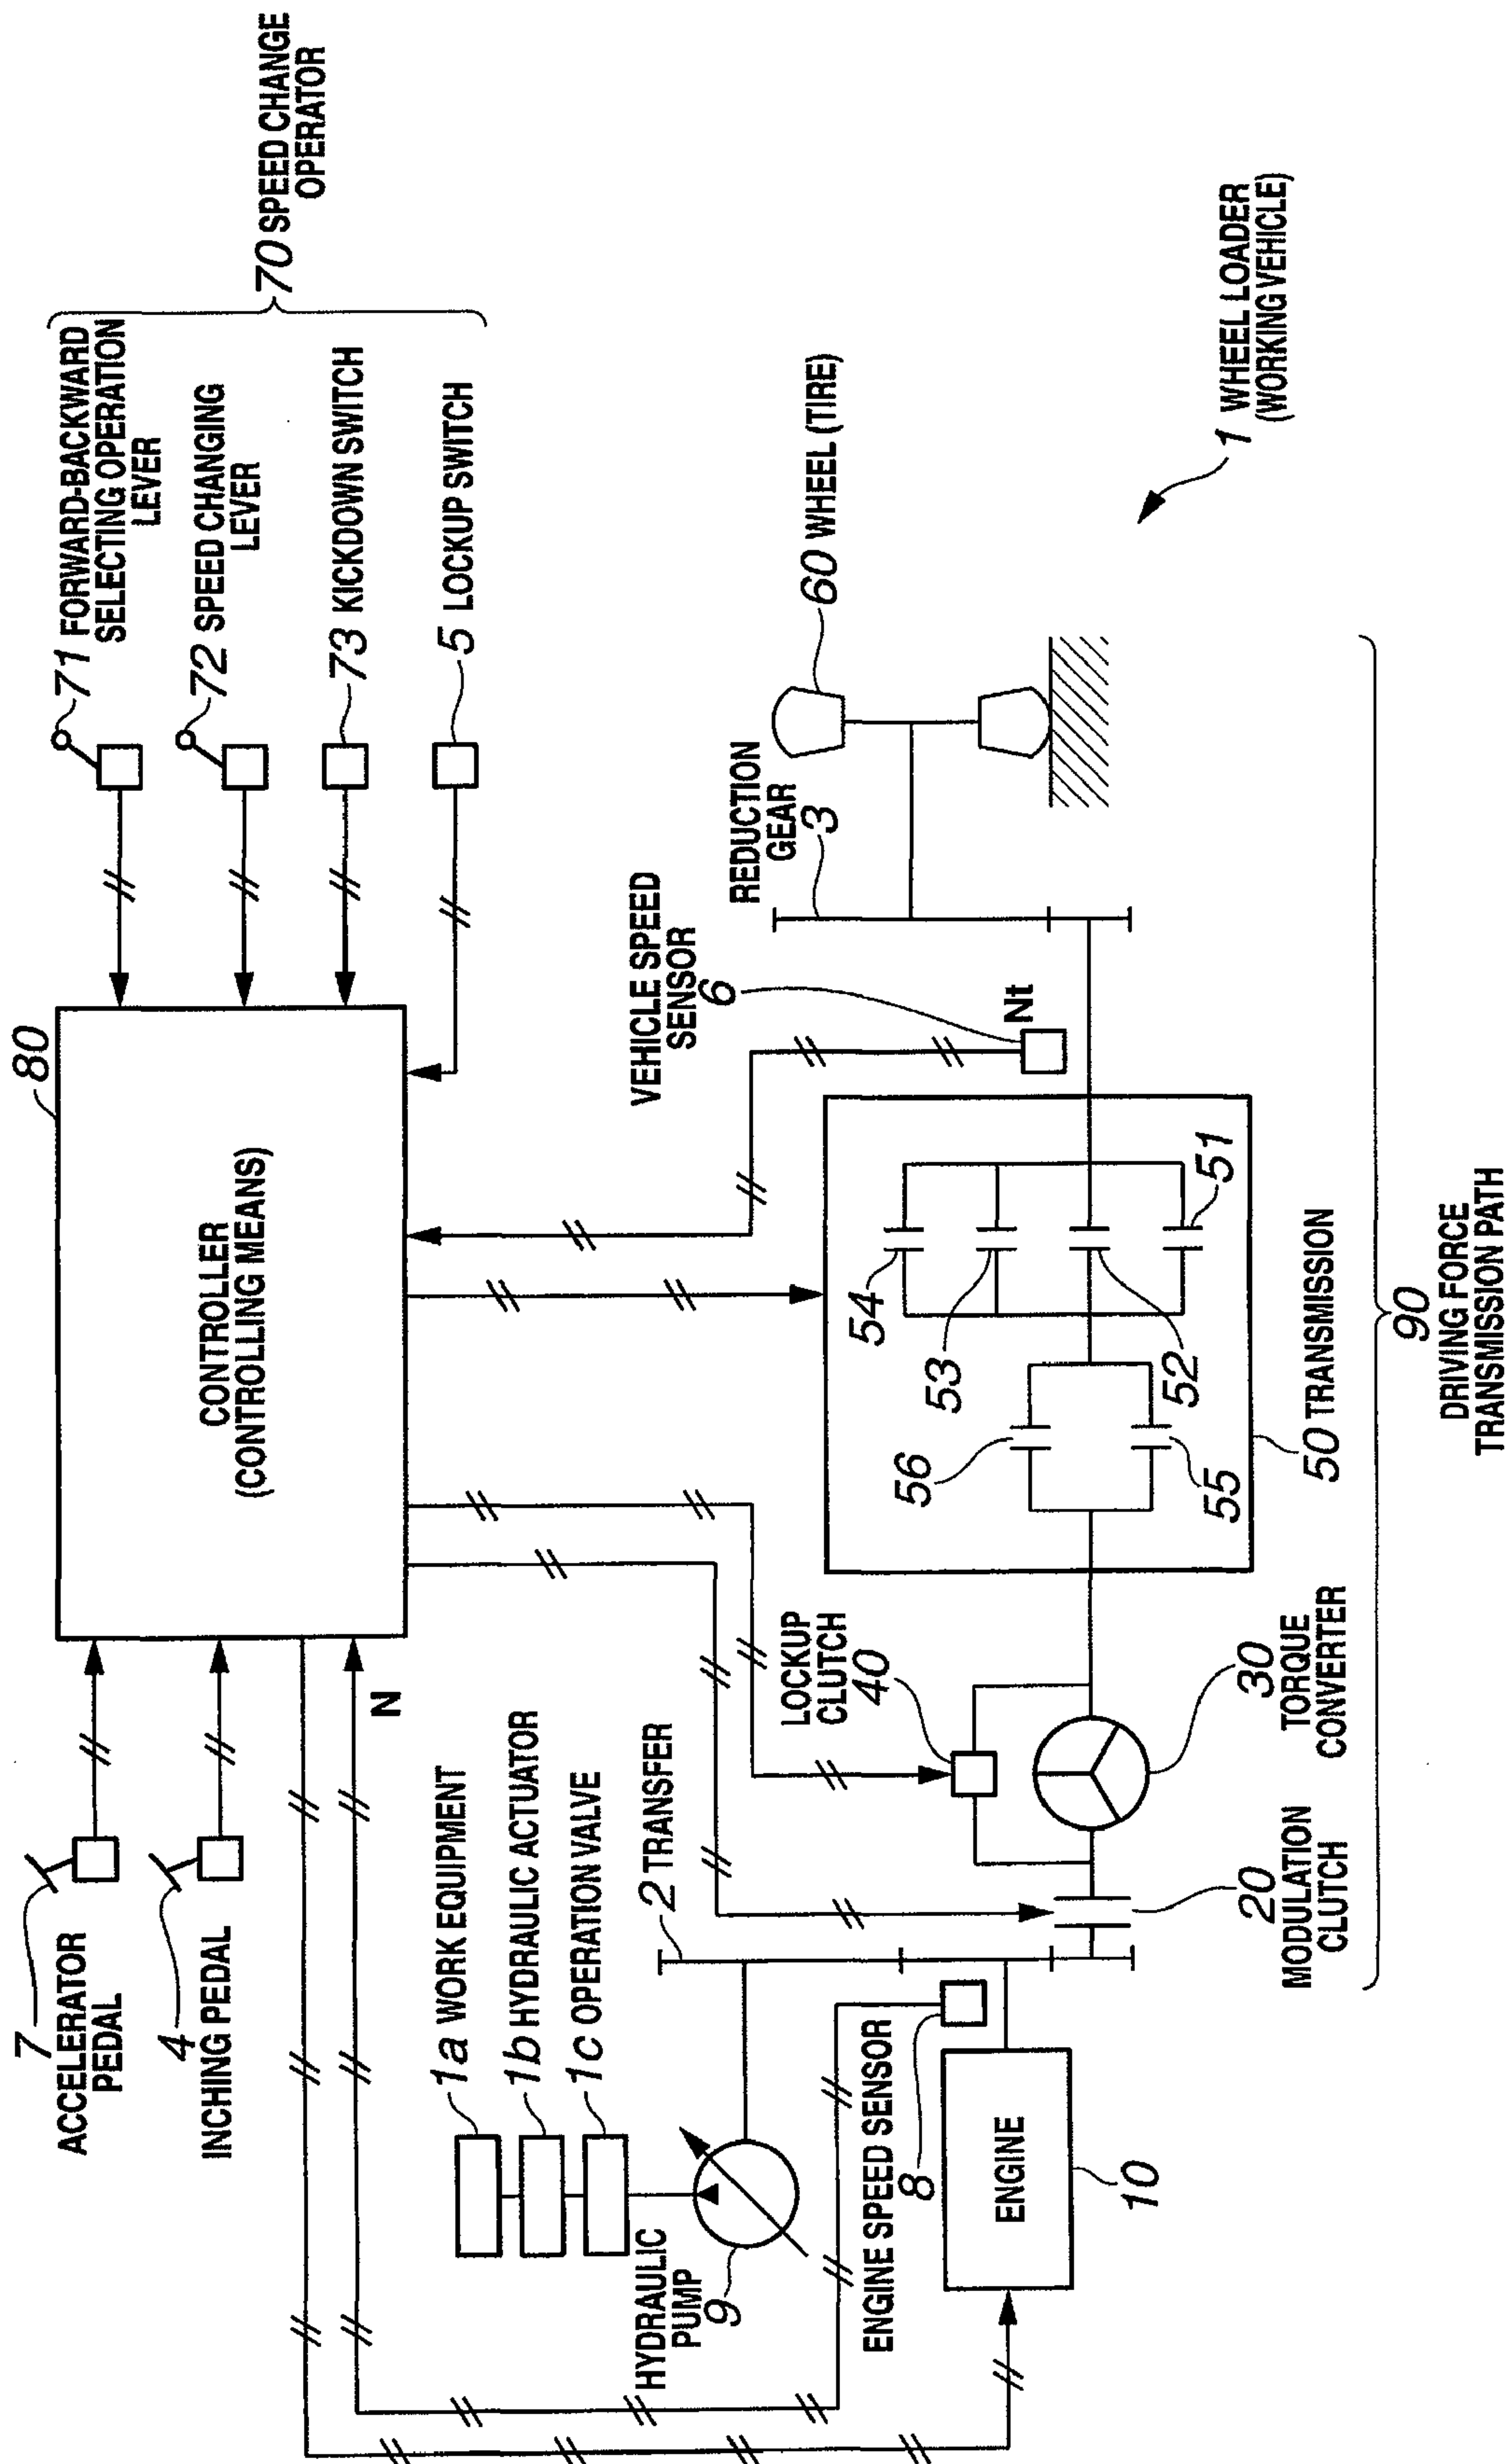 80
CONTROLLER
(CONTROLLING MEANS)
7
ACCELERATOR
PEDAL
4
INCHING PEDAL
N
71 FORWARD-BACKWARD
SELECTING OPERATION
LEVER
72 SPEED CHANGING
LEVER
73 KICKDOWN SWITCH
5 LOCKUP SWITCH
70 SPEED CHANGE
OPERATOR
1a WORK EQUIPMENT
1b HYDRAULIC ACTUATOR
1c OPERATION VALVE
HYDRAULIC
PUMP
9
2 TRANSFER
ENGINE SPEED SENSOR
8
ENGINE
10
LOCKUP
CLUTCH
40
20
MODULATION
CLUTCH
30
TORQUE
CONVERTER
VEHICLE SPEED
SENSOR
6
Nt
54
53
56
52
51
55
50 TRANSMISSION
REDUCTION
GEAR
3
60 WHEEL (TIRE)
1 WHEEL LOADER
(WORKING VEHICLE)
90
DRIVING FORCE
TRANSMISSION PATH